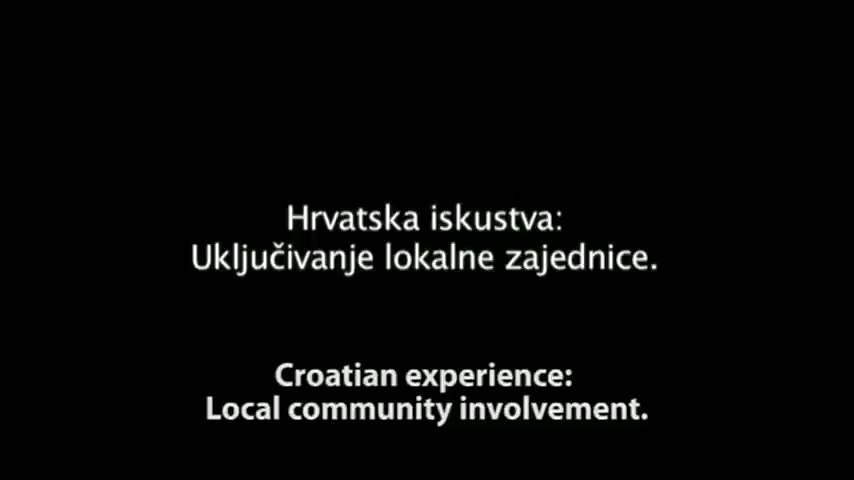 Hrvatska iskustva:
Uključivanje lokalne zajednice.
Croatian experience:
Local community involvement.